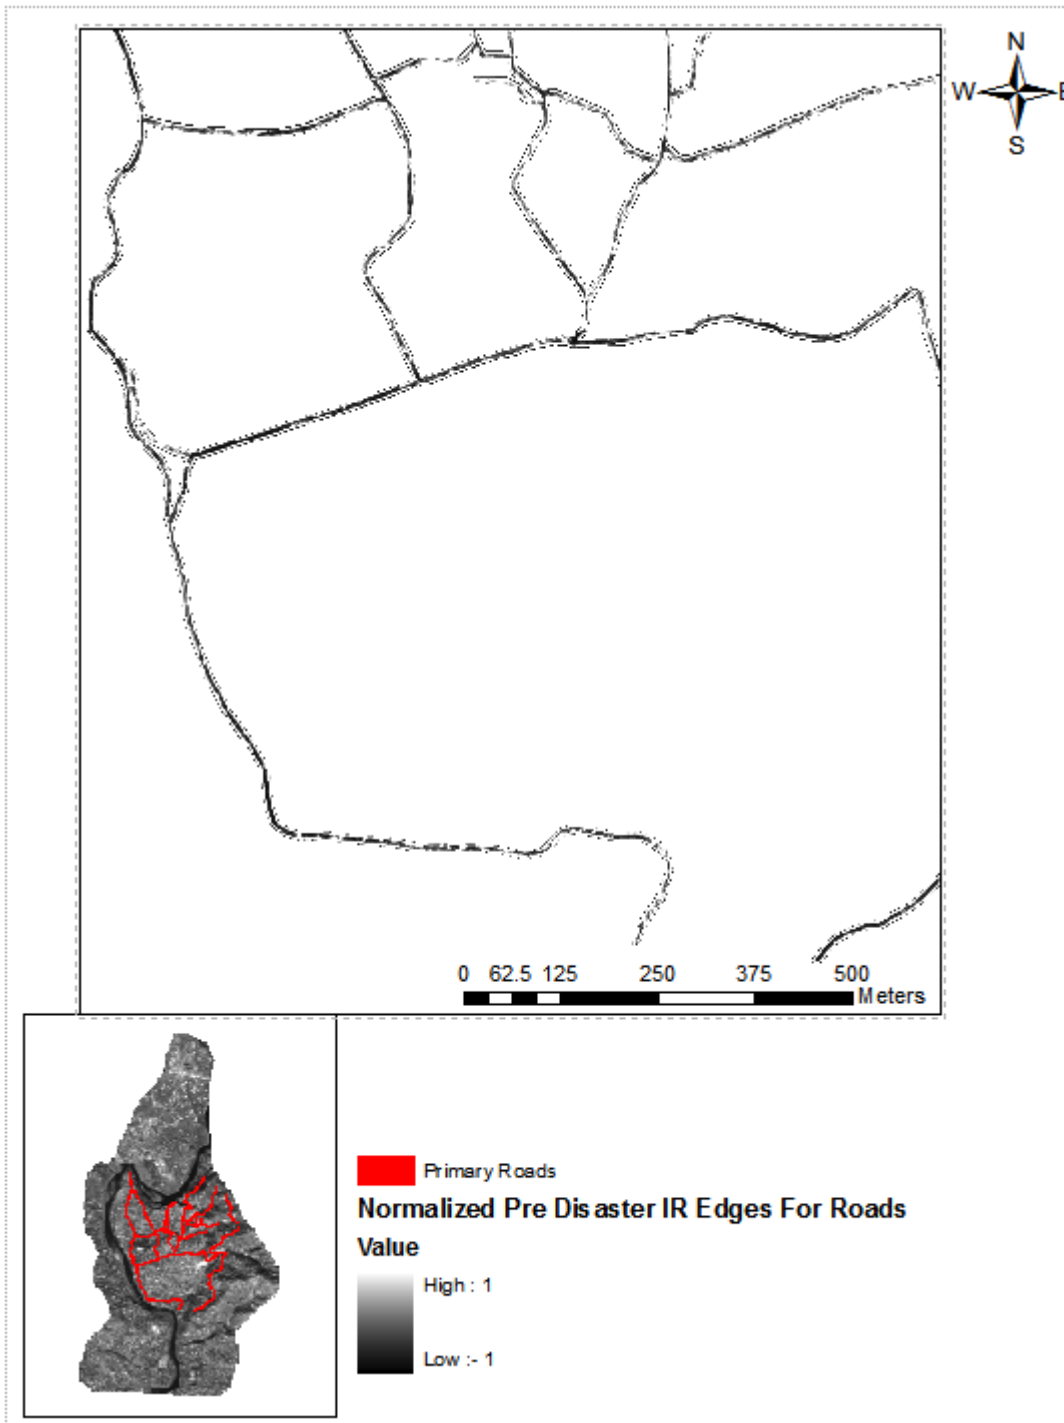 N
W E
S
0 62.5 125 250 375 500
Meters
Primary Roads
Normalized Pre Disaster IR Edges For Roads
Value
High : 1
Low :- 1